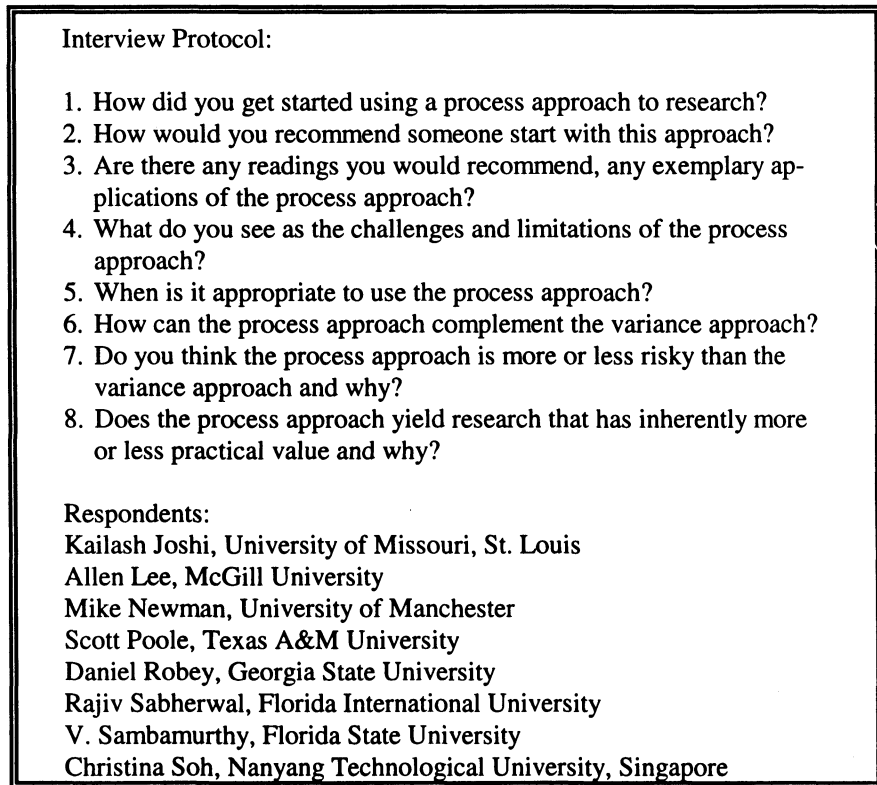 Interview Protocol:
1. How did you get started using a process approach to research?
2. How would you recommend someone start with this approach?
3. Are there any readings you would recommend, any exemplary ap-
plications of the process approach?
4. What do you see as the challenges and limitations of the process
approach?
5. When is it appropriate to use the process approach?
6. How can the process approach complement the variance approach?
7. Do you think the process approach is more or less risky than the
variance approach and why?
8. Does the process approach yield research that has inherently more
or less practical value and why?
Respondents:
Kailash Joshi, University of Missouri, St. Louis
Allen Lee, McGill University
Mike Newman, University of Manchester
Scott Poole, Texas A&M University
Daniel Robey, Georgia State University
Rajiv Sabherwal, Florida International University
V. Sambamurthy, Florida State University
Christina Soh, Nanyang Technological University, Singapore